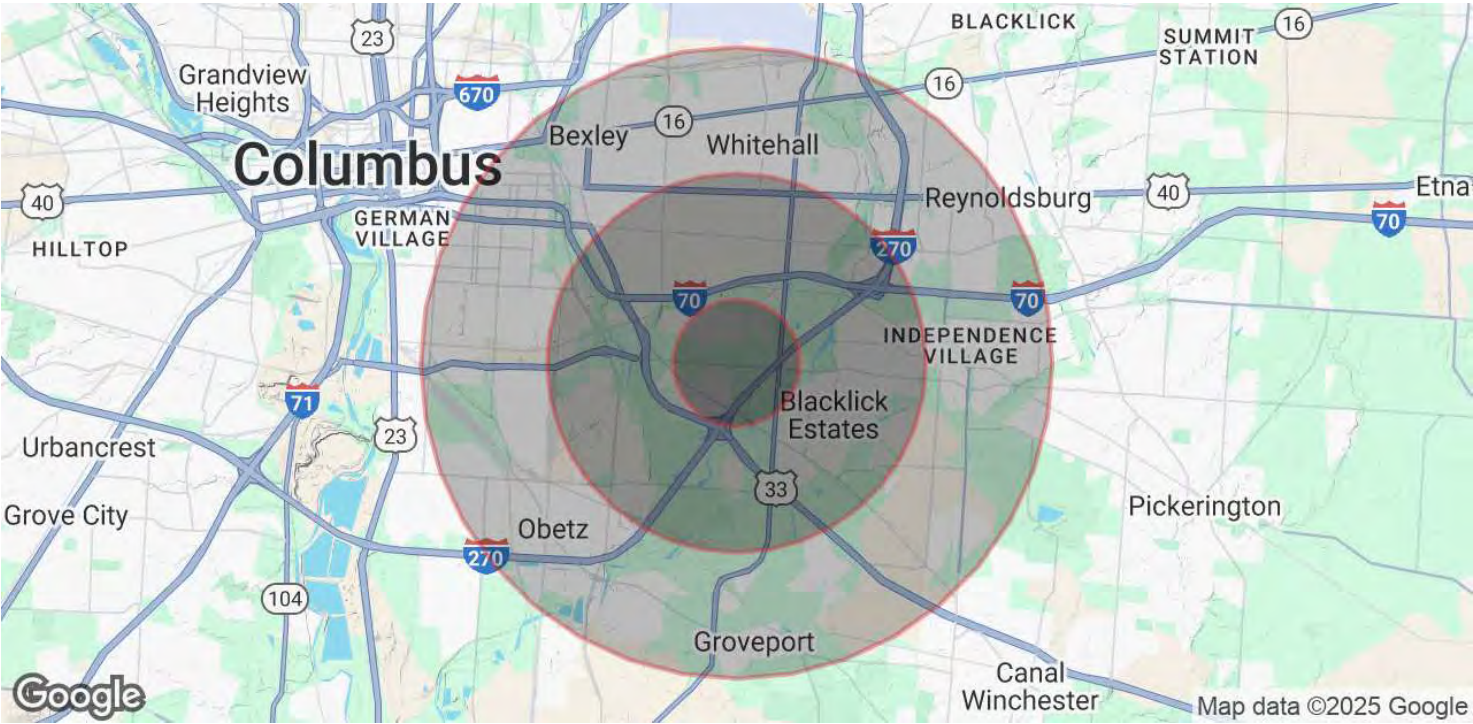 BLACKLICK
16
SUMMIT
STATION
23
Grandview
Heights
670
16
16
Bexley
Whitehall
Columbus
40
Reynoldsburg
40
Etna
GERMAN
VILLAGE
70
HILLTOP
270
70
70
INDEPENDENCE
VILLAGE
71
Blacklick
Estates
23
Urbancrest
33
Pickerington
Grove City
Obetz
270
104
Groveport
Canal
Winchester
Google
Map data ©2025 Google